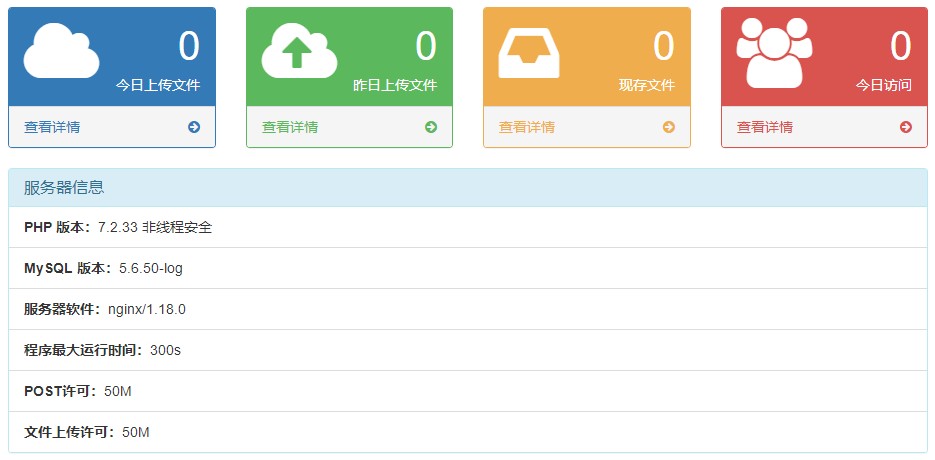 0 0 0 0
今日上传文件 昨日上传文件 现存文件 今日访问
查看详情 查看详情 查看详情 查看详情
服务器信息
PHP 版本：7.2.33 非线程安全
MySQL 版本：5.6.50-log
服务器软件：nginx/1.18.0
程序最大运行时间：300s
POST许可：50M
文件上传许可：50M